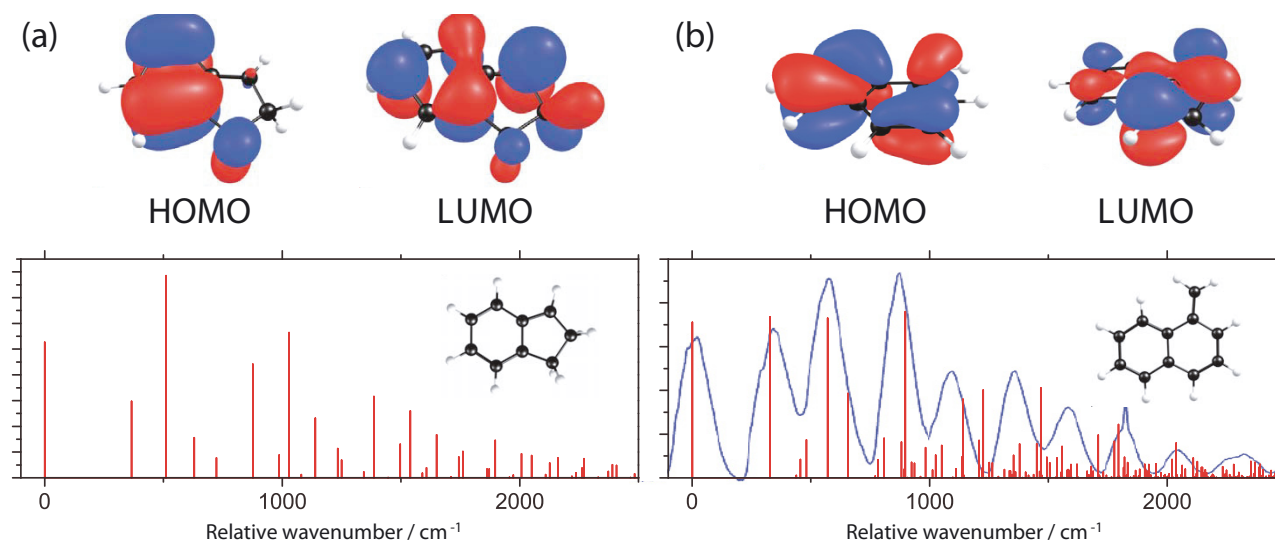 (a)
HOMO
LUMO
0
1000
2000
Relative wavenumber / cm⁻¹
(b)
HOMO
LUMO
0
1000
2000
Relative wavenumber / cm⁻¹